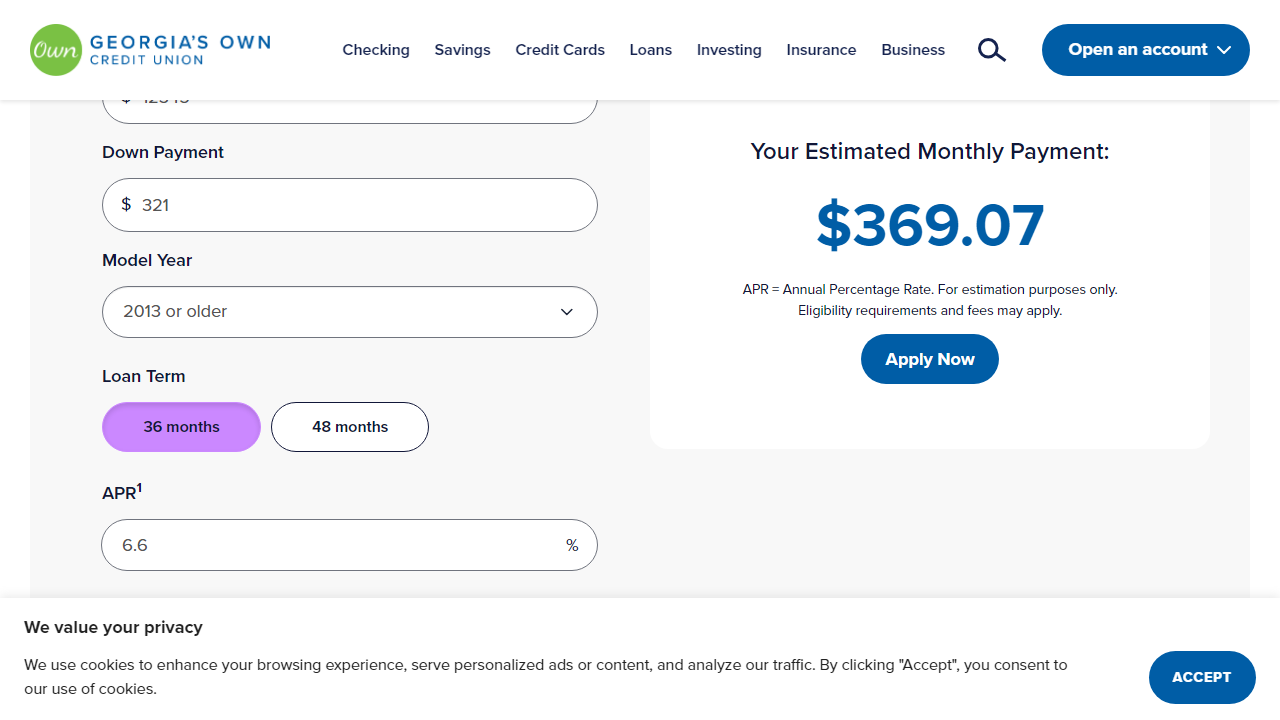 Own
GEORGIA'S OWN
CREDIT UNION
Checking
Savings
Credit Cards
Loans
Investing
Insurance
Business
Open an account
Down Payment
$ 321
Model Year
2013 or older
Loan Term
36 months
48 months
APR1
6.6 %
Your Estimated Monthly Payment:
$369.07
APR = Annual Percentage Rate. For estimation purposes only.
Eligibility requirements and fees may apply.
Apply Now
We value your privacy
We use cookies to enhance your browsing experience, serve personalized ads or content, and analyze our traffic. By clicking "Accept", you consent to
our use of cookies.
ACCEPT